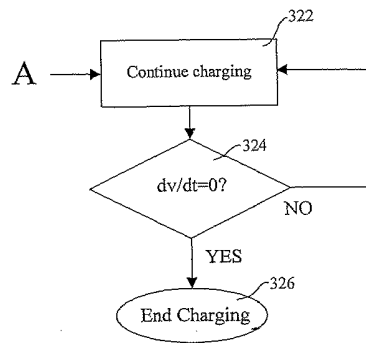 322
A
Continue charging
324
dv/dt=0?
NO
YES
326
End Charging